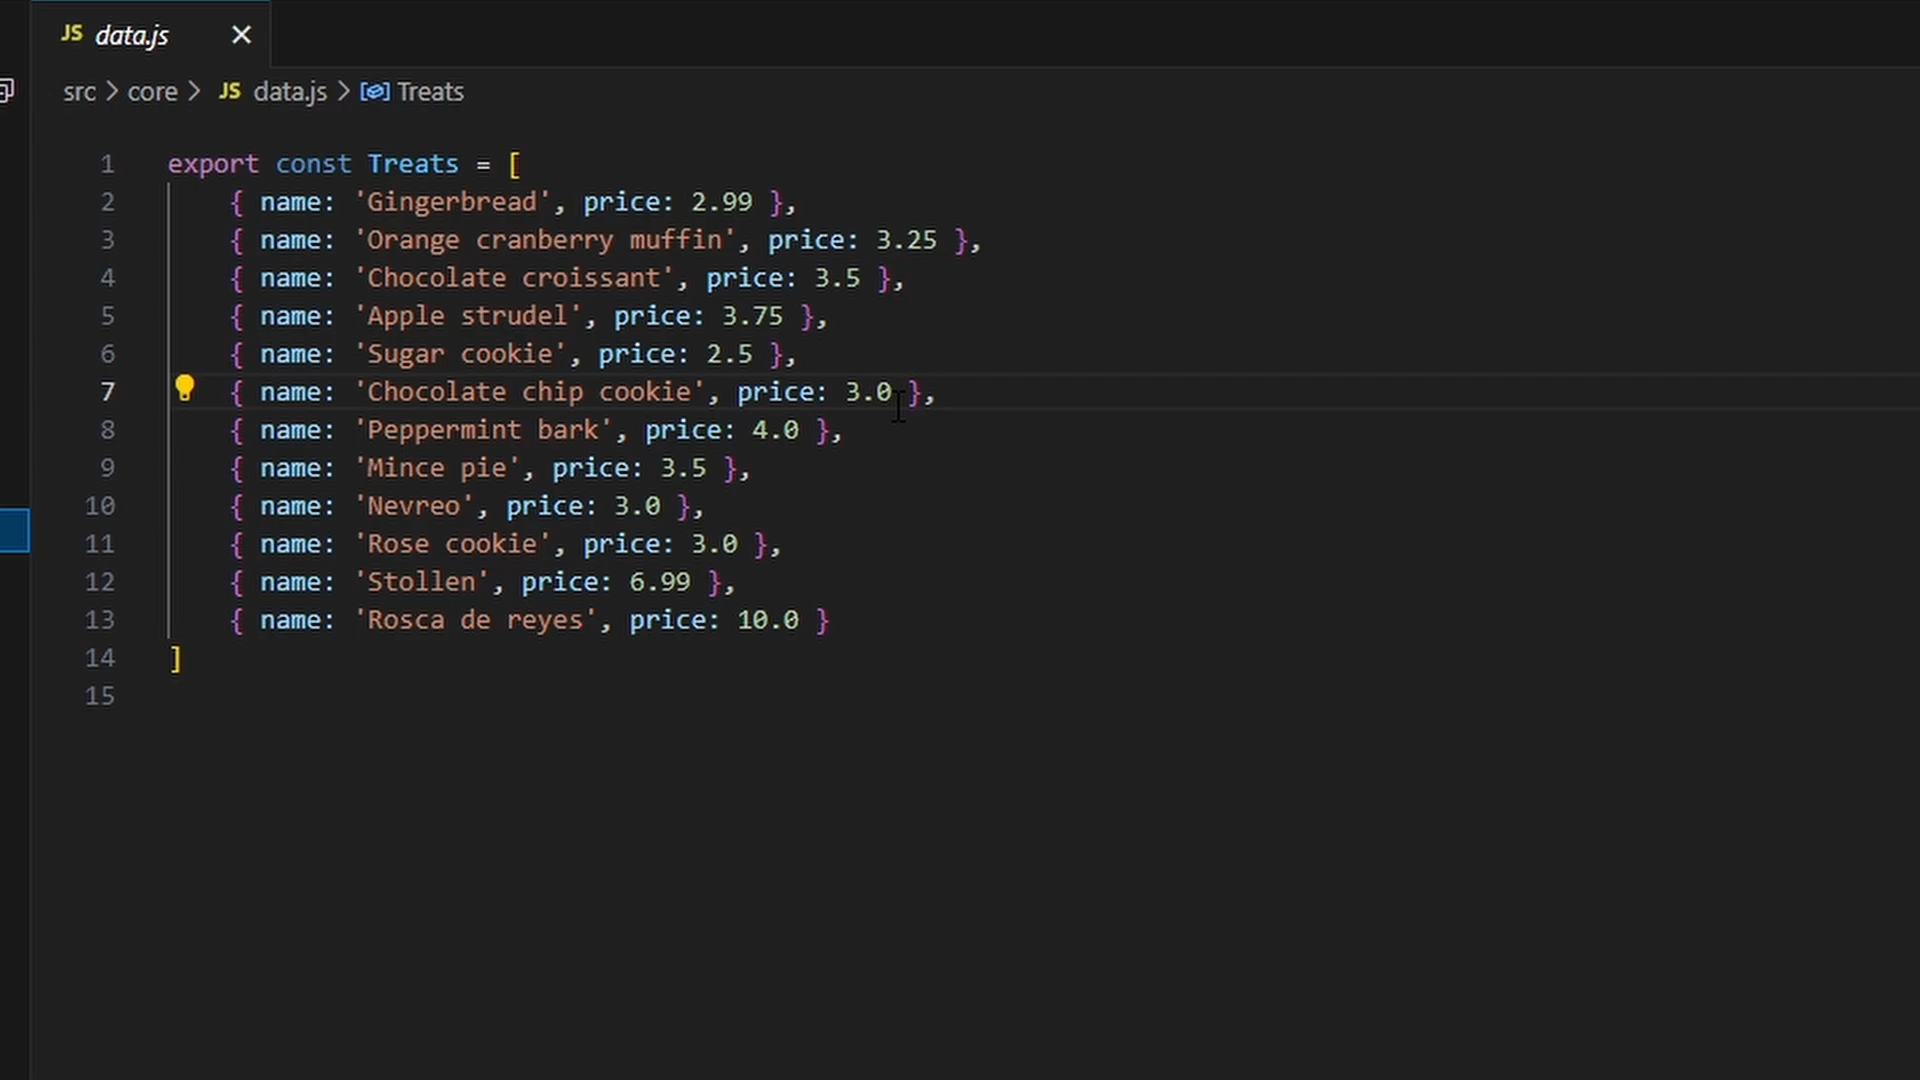 JS data.js
src > core > JS data.js > Treats
1 export const Treats = [
2 { name: 'Gingerbread', price: 2.99 },
3 { name: 'Orange cranberry muffin', price: 3.25 },
4 { name: 'Chocolate croissant', price: 3.5 },
5 { name: 'Apple strudel', price: 3.75 },
6 { name: 'Sugar cookie', price: 2.5 },
7 { name: 'Chocolate chip cookie', price: 3.0 },
8 { name: 'Peppermint bark', price: 4.0 },
9 { name: 'Mince pie', price: 3.5 },
10 { name: 'Nevreo', price: 3.0 },
11 { name: 'Rose cookie', price: 3.0 },
12 { name: 'Stollen', price: 6.99 },
13 { name: 'Rosca de reyes', price: 10.0 }
14 ]
15